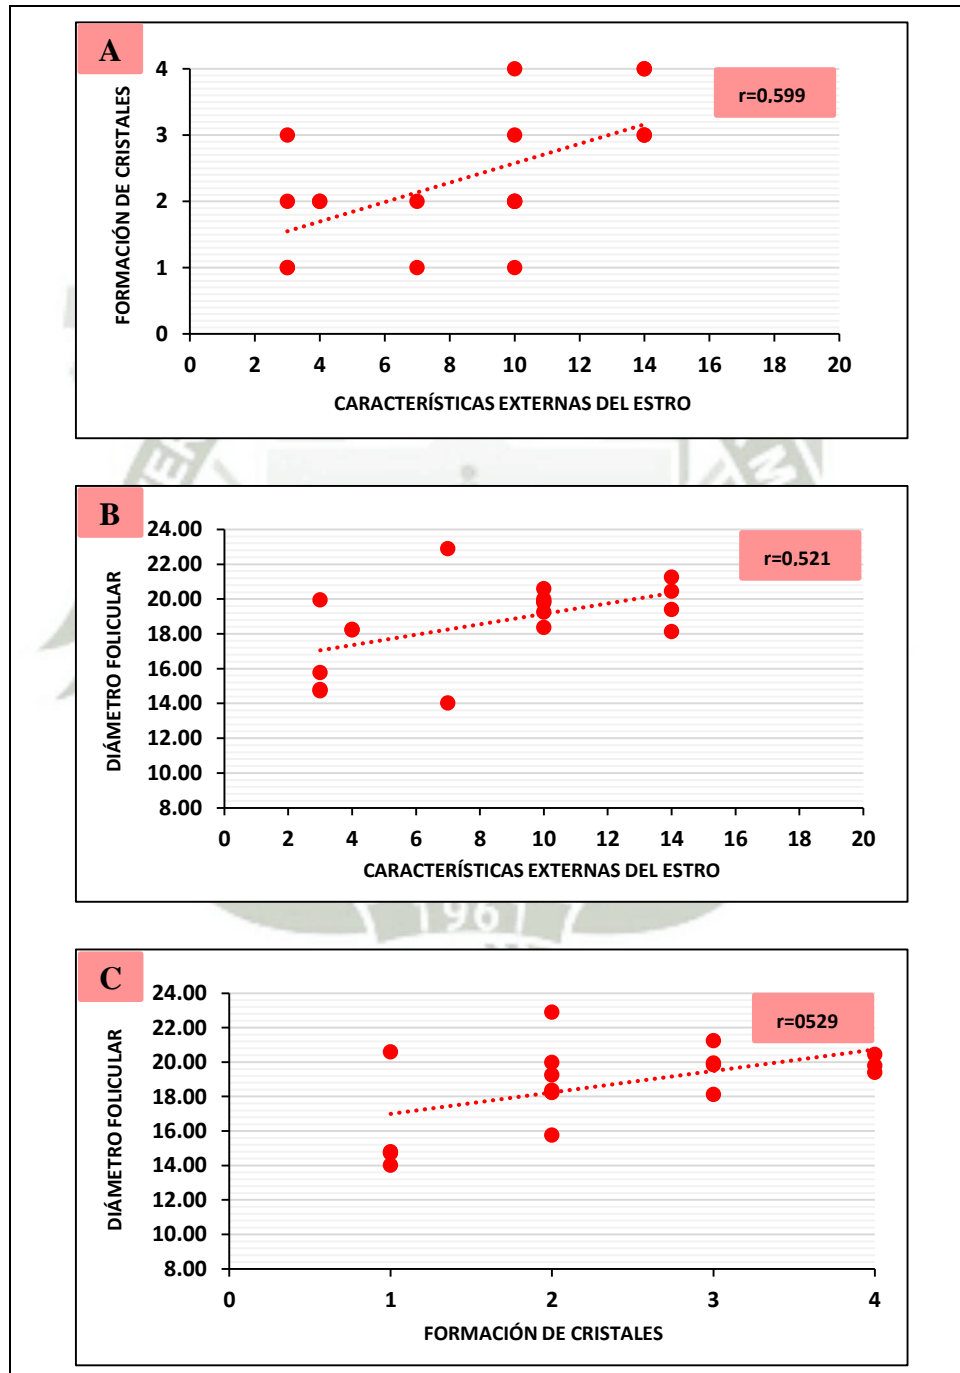 A
r=0,599
FORMACIÓN DE CRISTALES
4
3
2
1
0
0 2 4 6 8 10 12 14 16 18 20
CARACTERÍSTICAS EXTERNAS DEL ESTRO
B
r=0,521
DIÁMETRO FOLICULAR
24.00
22.00
20.00
18.00
16.00
14.00
12.00
10.00
8.00
0 2 4 6 8 10 12 14 16 18 20
CARACTERÍSTICAS EXTERNAS DEL ESTRO
196
C
r=0529
DIÁMETRO FOLICULAR
24.00
22.00
20.00
18.00
16.00
14.00
12.00
10.00
8.00
0 1 2 3 4
FORMACIÓN DE CRISTALES